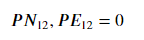 PN₁₂, PE₁₂ = 0